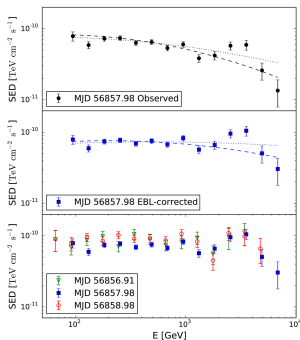 SED [TeV cm⁻² s⁻¹]
10⁻¹⁰
10⁻¹¹
MJD 56857.98 Observed
SED [TeV cm⁻² s⁻¹]
10⁻¹⁰
10⁻¹¹
MJD 56857.98 EBL-corrected
SED [TeV cm⁻² s⁻¹]
10⁻¹⁰
10⁻¹¹
MJD 56856.91
MJD 56857.98
MJD 56858.98
10² 10³ 10⁴
E [GeV]